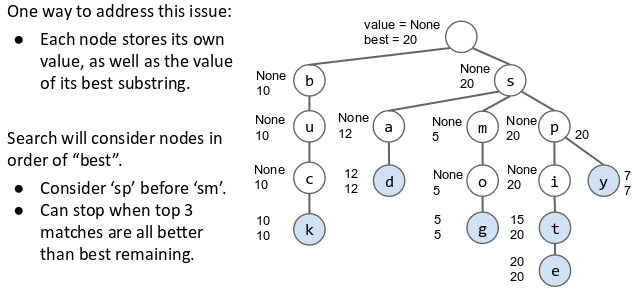 One way to address this issue:
● Each node stores its own
value, as well as the value
of its best substring.
Search will consider nodes in
order of “best”.
● Consider ‘sp’ before ‘sm’.
● Can stop when top 3
matches are all better
than best remaining.
value = None
best = 20
None
10
b
None
20
s
None
10
u
None
12
a
None
5
m
None
20
p
20
None
10
c
12
12
d
None
5
o
None
20
i
y
7
7
10
10
k
5
5
g
15
20
t
20
20
e